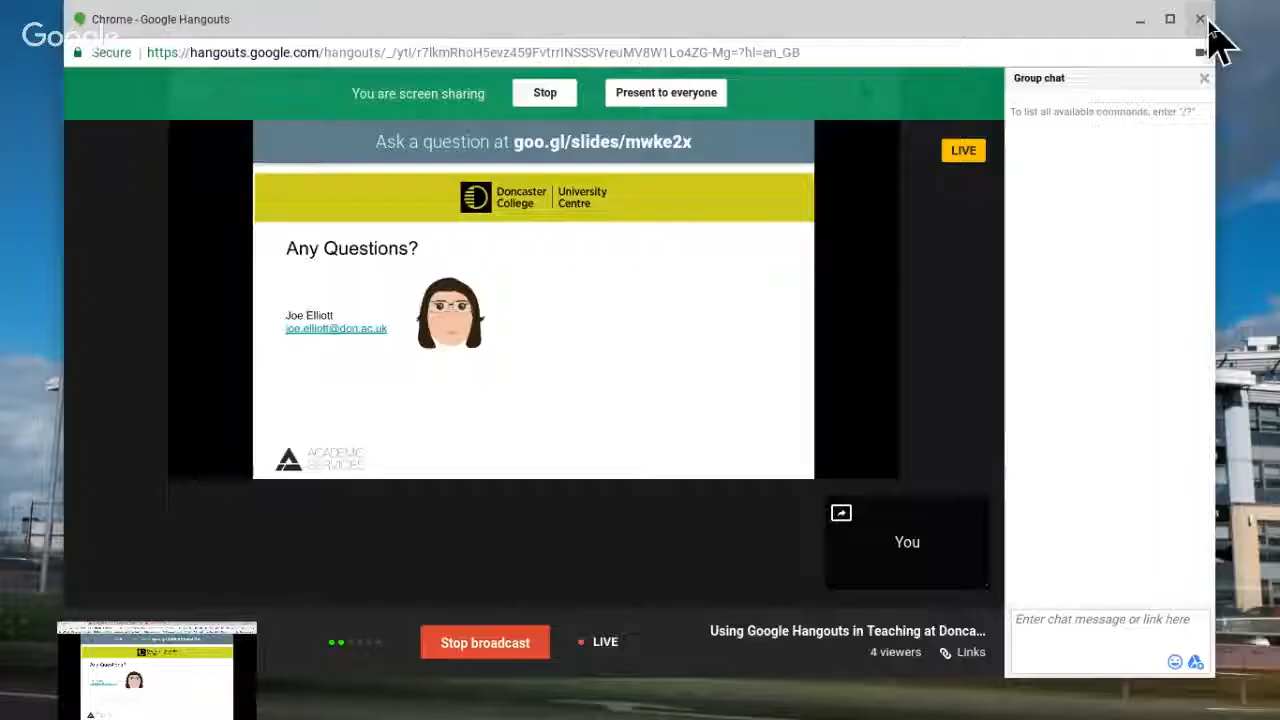 Chrome - Google Hangouts
Google
Secure | https://hangouts.google.com/hangouts/_/ytl/r7lkmRhoH5evz459FvtrrINSSSVreuMV8W1Lo4ZG-Mg=?hl=en_GB
You are screen sharing
Stop
Present to everyone
Group chat
To list all available commands, enter "/?"
Ask a question at goo.gl/slides/mwke2x
LIVE
Doncaster College | University Centre
Any Questions?
Joe Elliott
joe.elliott@don.ac.uk
ACADEMIC
SERVICES
You
Stop broadcast
LIVE
Using Google Hangouts in Teaching at Donca...
4 viewers
Links
Enter chat message or link here
Any Questions?